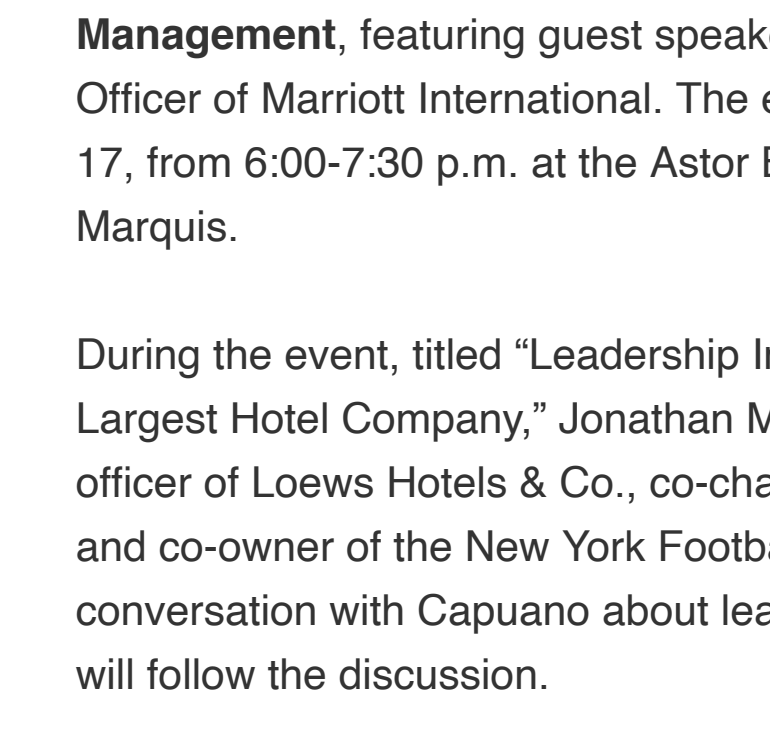 Management, featuring guest speak
Officer of Marriott International. The
17, from 6:00-7:30 p.m. at the Astor
Marquis.
During the event, titled “Leadership
Largest Hotel Company,” Jonathan
officer of Loews Hotels & Co., co-cha
and co-owner of the New York Footb
conversation with Capuano about lea
will follow the discussion.